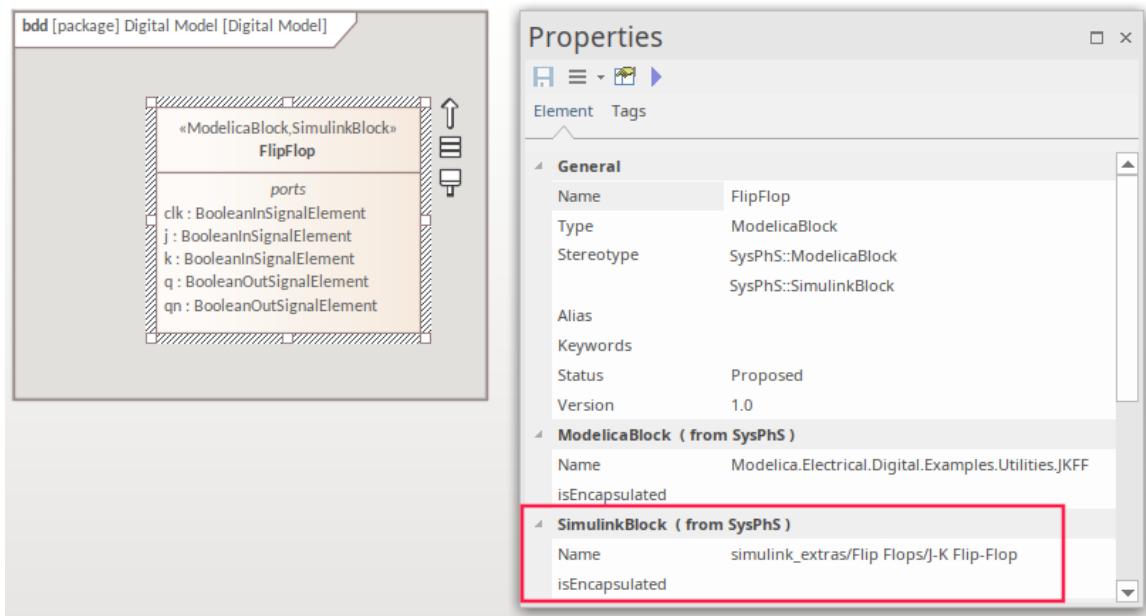 bdd [package] Digital Model [Digital Model]
«ModelicaBlock,SimulinkBlock»
FlipFlop
ports
clk : BooleanInSignalElement
j : BooleanInSignalElement
k : BooleanInSignalElement
q : BooleanOutSignalElement
qn : BooleanOutSignalElement
Properties
Element Tags
General
Name FlipFlop
Type ModelicaBlock
Stereotype SysPhS::ModelicaBlock
SysPhS::SimulinkBlock
Alias
Keywords
Status Proposed
Version 1.0
ModelicaBlock ( from SysPhS )
Name Modelica.Electrical.Digital.Examples.Utilities.JKFF
isEncapsulated
SimulinkBlock ( from SysPhS )
Name simulink_extras/Flip Flops/J-K Flip-Flop
isEncapsulated